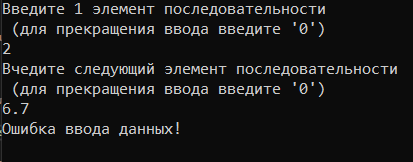 Введите 1 элемент последовательности
(для прекращения ввода введите '0')
2
Вчедите следующий элемент последовательности
(для прекращения ввода введите '0')
6.7
Ошибка ввода данных!